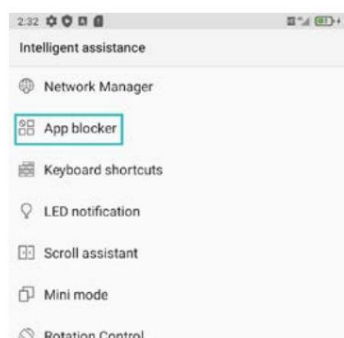 2:32
Intelligent assistance
Network Manager
App blocker
Keyboard shortcuts
LED notification
Scroll assistant
Mini mode
Rotation Control